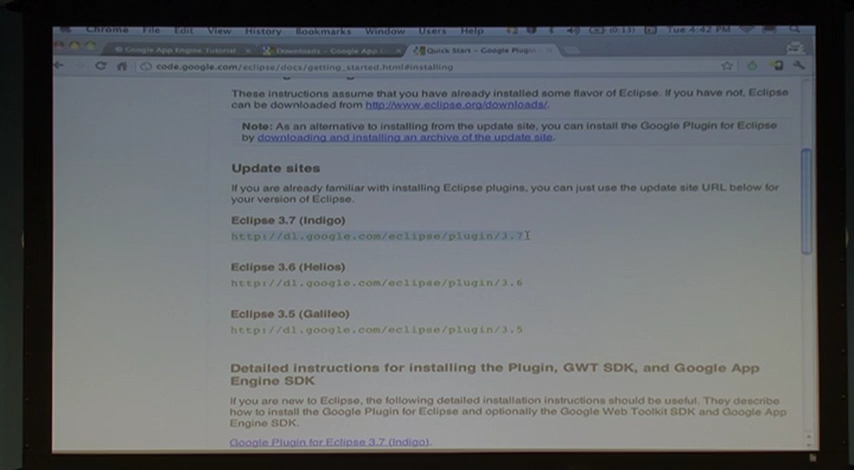 Chrome File Edit View History Bookmarks Window Users Help (0:13) Tue 4:42 PM
Google App Engine Tutorial Downloads - Google App Quick Start - Google Plugin
code.google.com/eclipse/docs/getting_started.html#installing
These instructions assume that you have already installed some flavor of Eclipse. If you have not, Eclipse
can be downloaded from http://www.eclipse.org/downloads/.
Note: As an alternative to installing from the update site, you can install the Google Plugin for Eclipse
by downloading and installing an archive of the update site.
Update sites
If you are already familiar with installing Eclipse plugins, you can just use the update site URL below for
your version of Eclipse.
Eclipse 3.7 (Indigo)
http://dl.google.com/eclipse/plugin/3.7
Eclipse 3.6 (Helios)
http://dl.google.com/eclipse/plugin/3.6
Eclipse 3.5 (Galileo)
http://dl.google.com/eclipse/plugin/3.5
Detailed instructions for installing the Plugin, GWT SDK, and Google App
Engine SDK
If you are new to Eclipse, the following detailed installation instructions should be useful. They describe
how to install the Google Plugin for Eclipse and optionally the Google Web Toolkit SDK and Google App
Engine SDK.
Google Plugin for Eclipse 3.7 (Indigo).